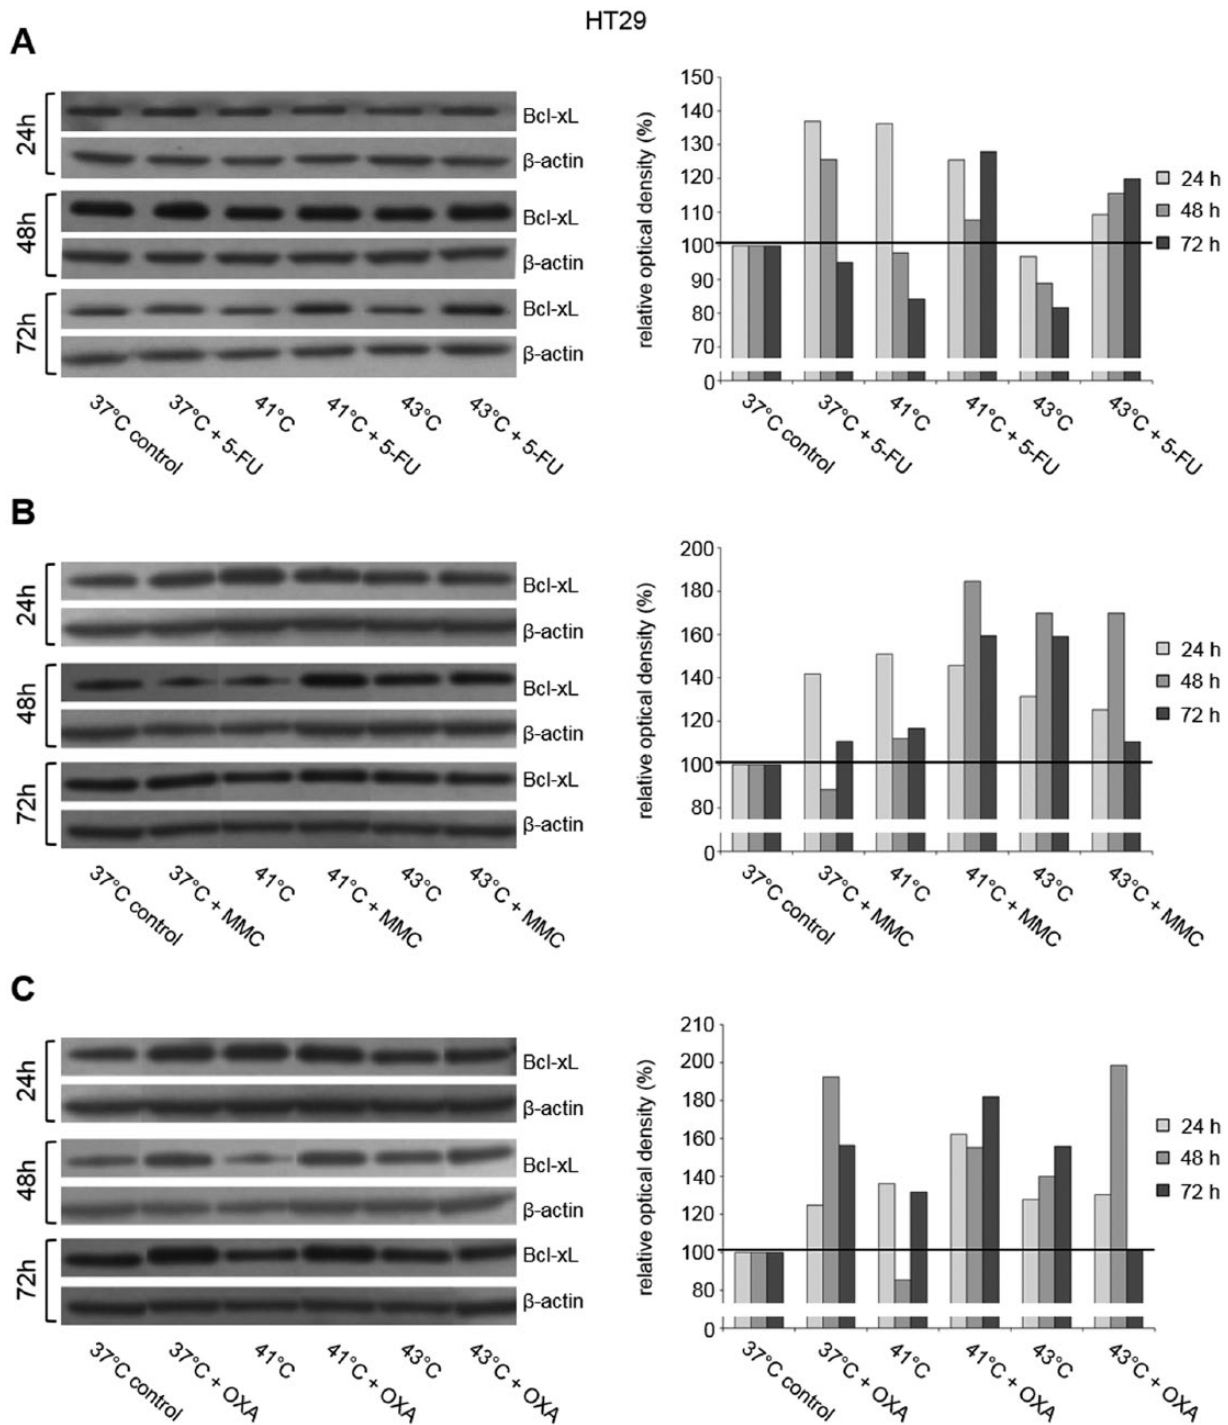 HT29
A
24h
Bcl-xL
β-actin
48h
Bcl-xL
β-actin
72h
Bcl-xL
β-actin
37°C control
37°C + 5-FU
41°C
41°C + 5-FU
43°C
43°C + 5-FU
relative optical density (%)
150
140
130
120
110
100
90
80
70
0
24 h
48 h
72 h
37°C control
37°C + 5-FU
41°C
41°C + 5-FU
43°C
43°C + 5-FU
B
24h
Bcl-xL
β-actin
48h
Bcl-xL
β-actin
72h
Bcl-xL
β-actin
37°C control
37°C + MMC
41°C
41°C + MMC
43°C
43°C + MMC
relative optical density (%)
200
180
160
140
120
100
80
0
24 h
48 h
72 h
37°C control
37°C + MMC
41°C
41°C + MMC
43°C
43°C + MMC
C
24h
Bcl-xL
β-actin
48h
Bcl-xL
β-actin
72h
Bcl-xL
β-actin
37°C control
37°C + OXA
41°C
41°C + OXA
43°C
43°C + OXA
relative optical density (%)
210
200
180
160
140
120
100
80
0
24 h
48 h
72 h
37°C control
37°C + OXA
41°C
41°C + OXA
43°C
43°C + OXA